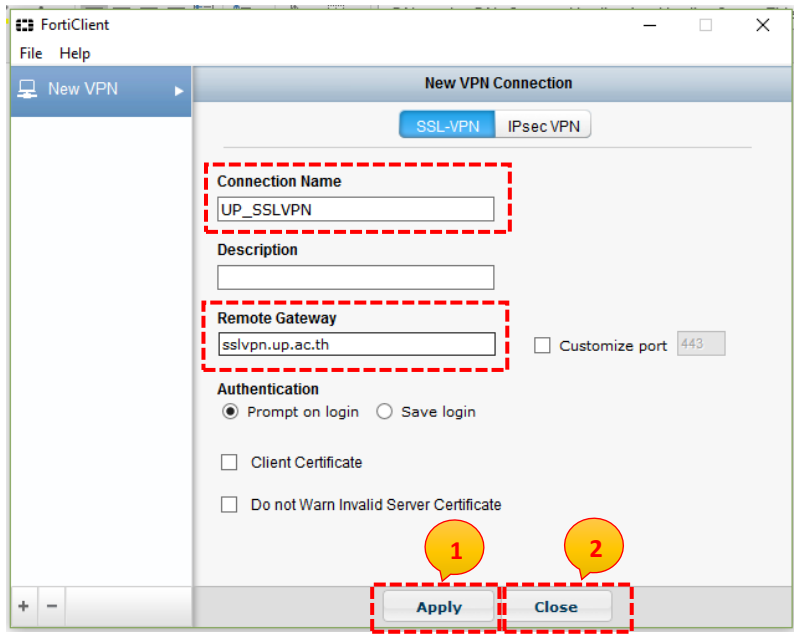 FortiClient
File Help
New VPN
New VPN Connection
SSL-VPN IPsec VPN
Connection Name
UP_SSLVPN
Description
Remote Gateway
sslvpn.up.ac.th
Customize port 443
Authentication
Prompt on login Save login
Client Certificate
Do not Warn Invalid Server Certificate
1 2
+ - Apply Close